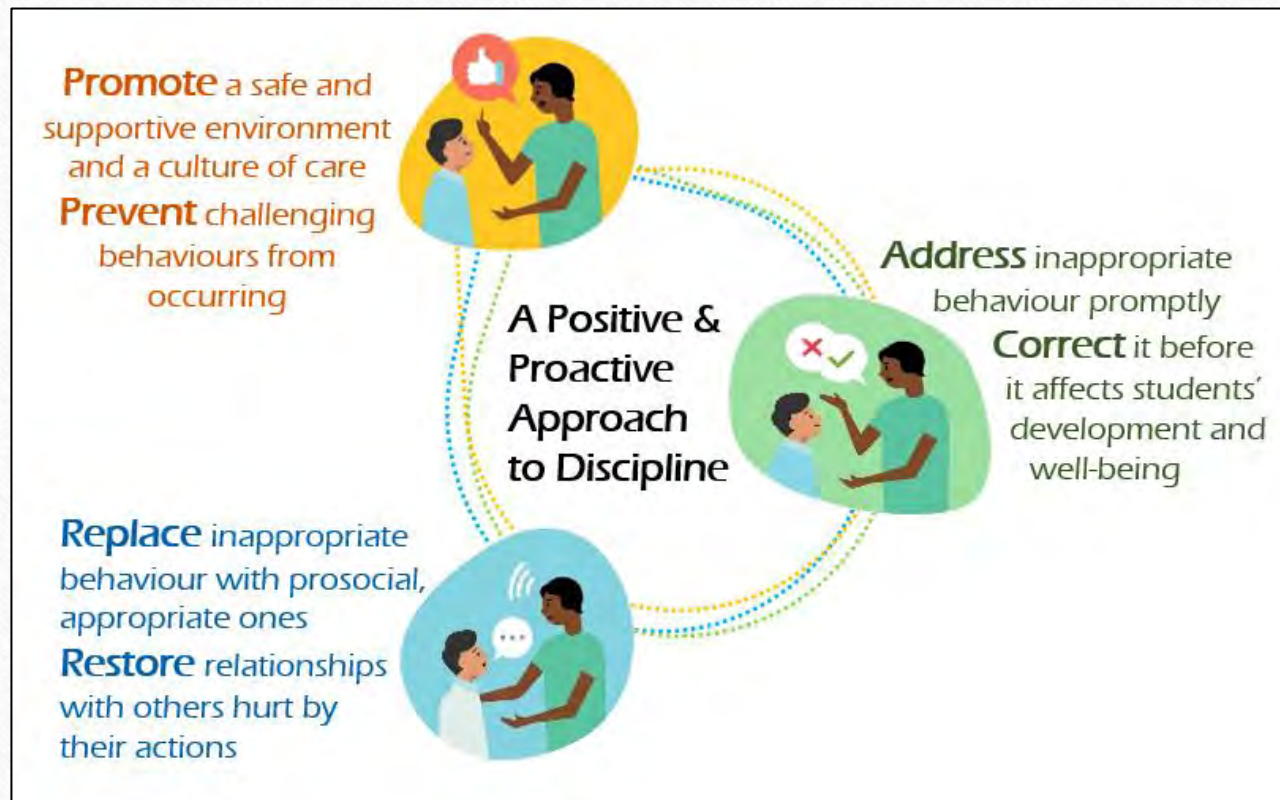 Promote a safe and
supportive environment
and a culture of care
Prevent challenging
behaviours from
occurring
A Positive &
Proactive
Approach
to Discipline
Address inappropriate
behaviour promptly
Correct it before
it affects students’
development and
well-being
Replace inappropriate
behaviour with prosocial,
appropriate ones
Restore relationships
with others hurt by
their actions